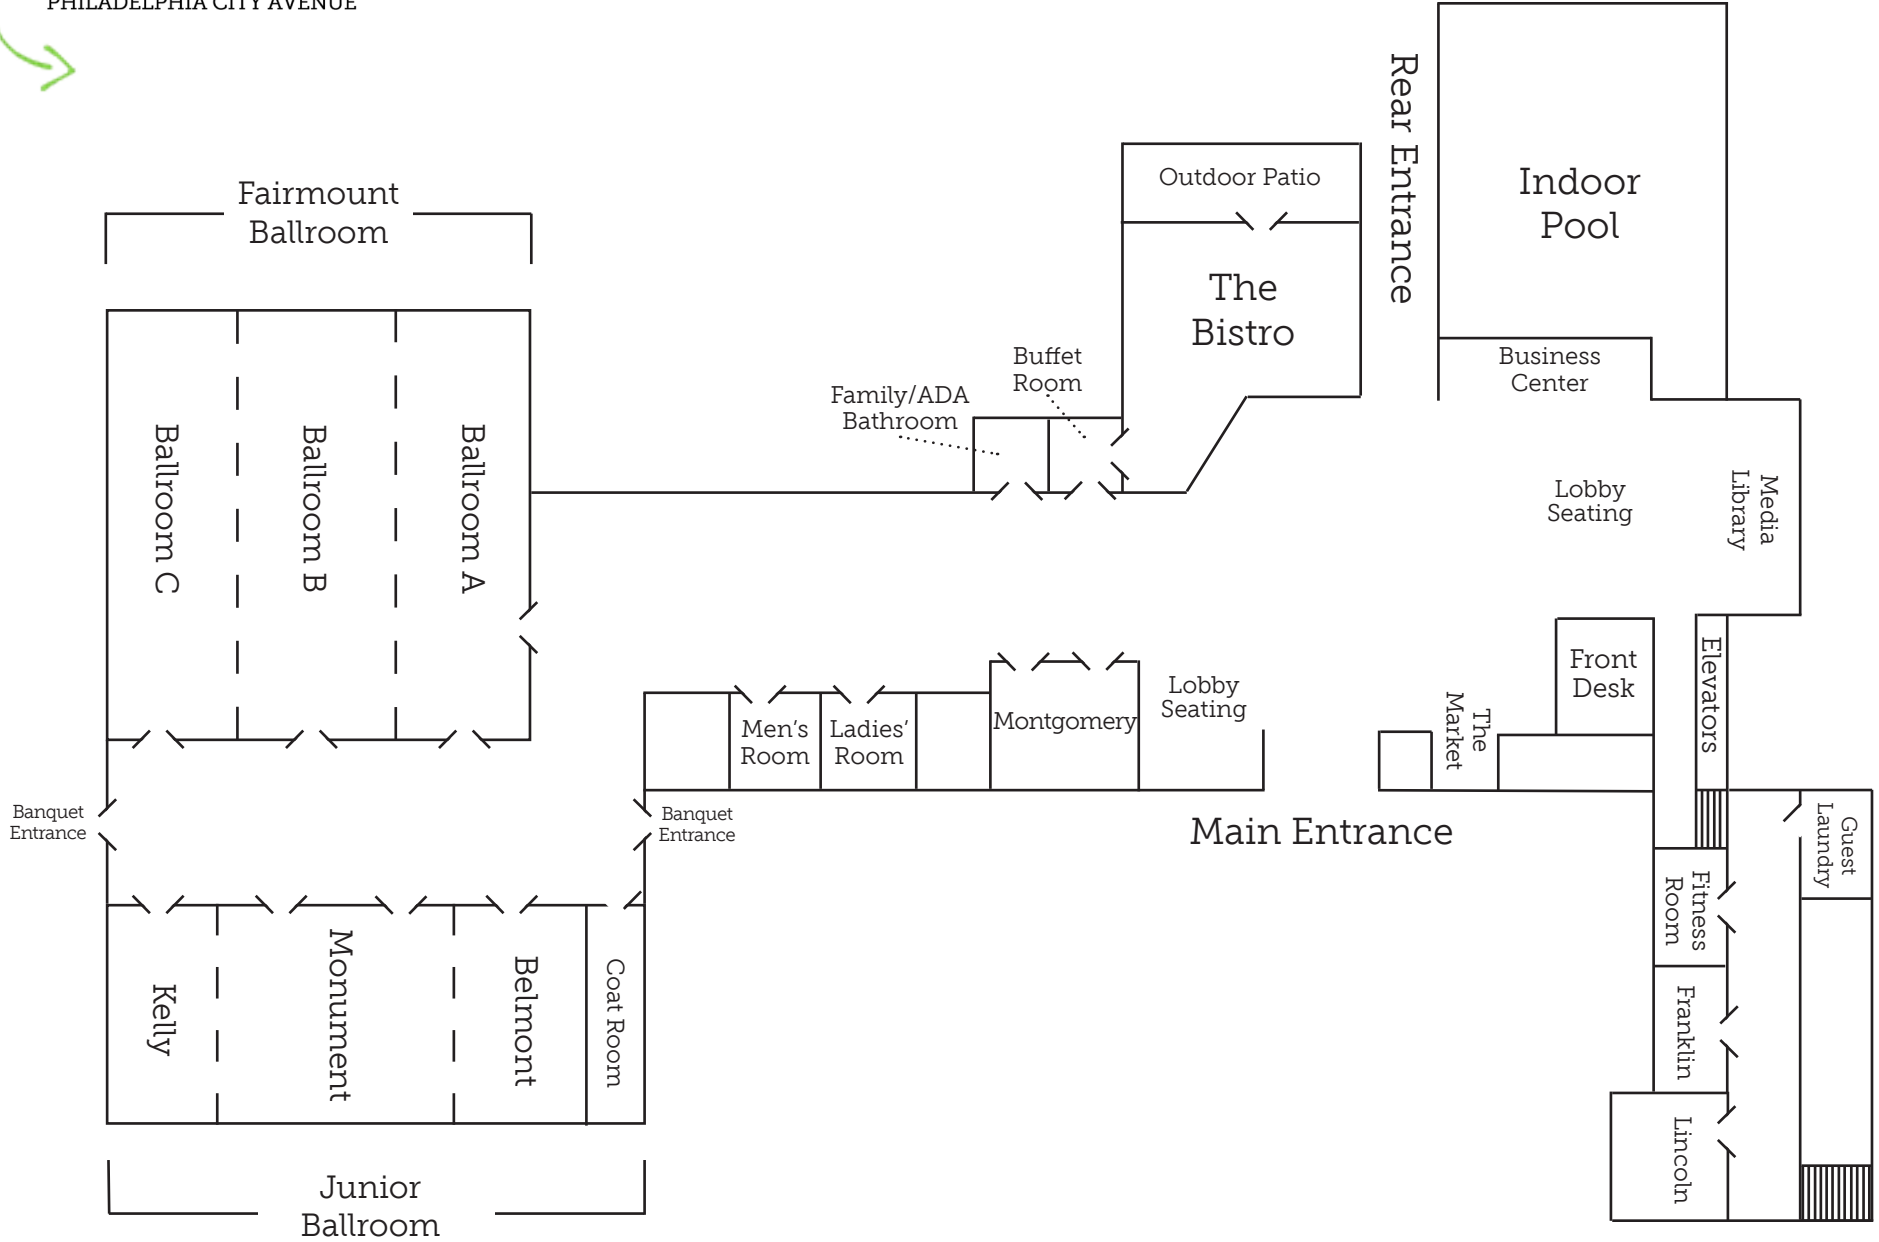 PHILADELPHIA CITY AVENUE
Fairmount
Ballroom
Ballroom C
Ballroom B
Ballroom A
Outdoor Patio
The
Bistro
Rear Entrance
Indoor
Pool
Buffet
Room
Family/ADA
Bathroom
Business
Center
Lobby
Seating
Media
Library
Front
Desk
Elevators
The
Market
Lobby
Seating
Montgomery
Men's
Room
Ladies'
Room
Banquet
Entrance
Banquet
Entrance
Main Entrance
Guest
Laundry
Fitness
Room
Franklin
Lincoln
Kelly
Monument
Belmont
Coat Room
Junior
Ballroom